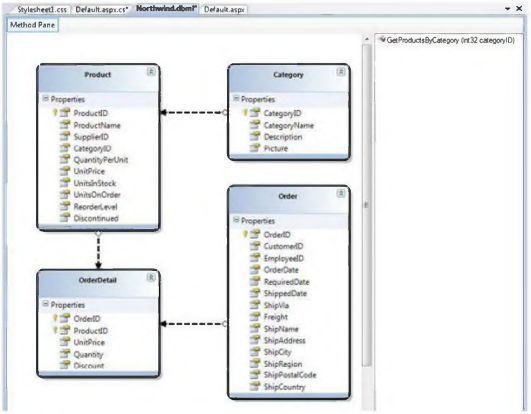 Stylesheet1.css Default.aspx.cs* Northwind.dbml* Default.aspx
Method Pane
GetProductsByCategory (Int32 categoryID)
Product
Properties
ProductID
ProductName
SupplierID
CategoryID
QuantityPerUnit
UnitPrice
UnitsInStock
UnitsOnOrder
ReorderLevel
Discontinued
Category
Properties
CategoryID
CategoryName
Description
Picture
OrderDetail
Properties
OrderID
ProductID
UnitPrice
Quantity
Discount
Order
Properties
OrderID
CustomerID
EmployeeID
OrderDate
RequiredDate
ShippedDate
ShipVia
Freight
ShipName
ShipAddress
ShipCity
ShipRegion
ShipPostalCode
ShipCountry